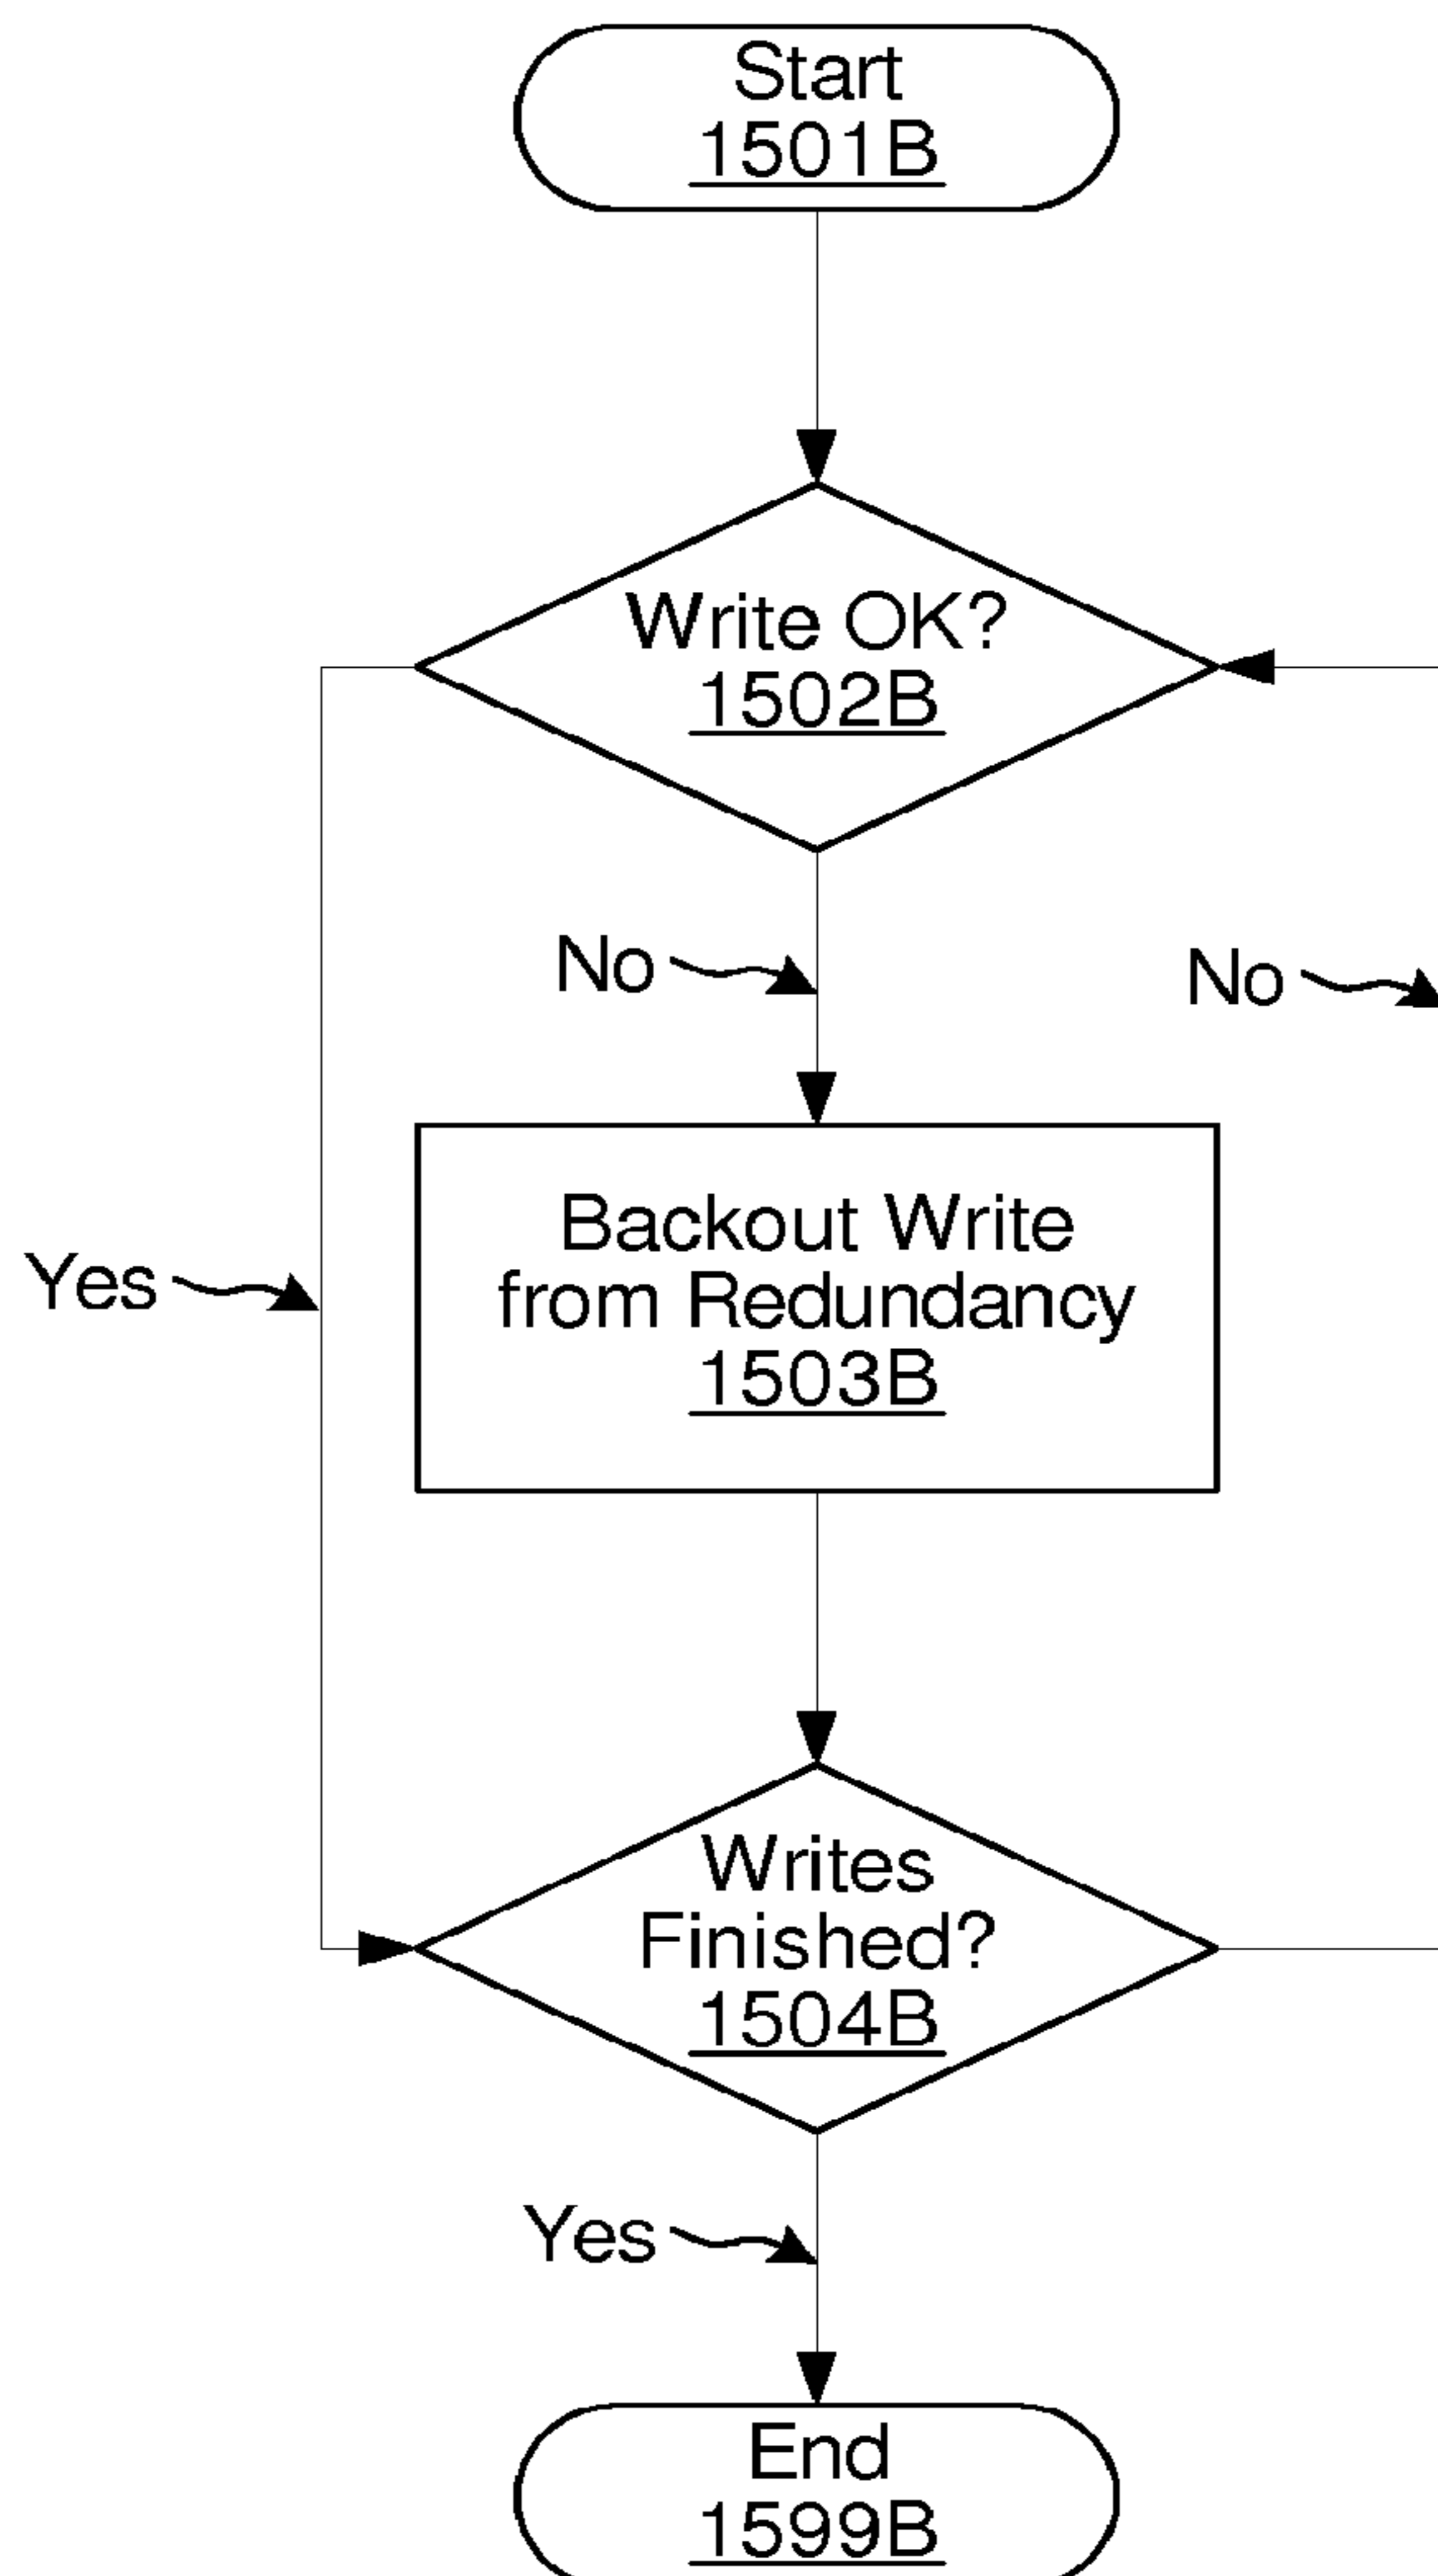 Start
1501B
Write OK?
1502B
No
No
Backout Write
from Redundancy
1503B
Yes
Writes
Finished?
1504B
Yes
End
1599B